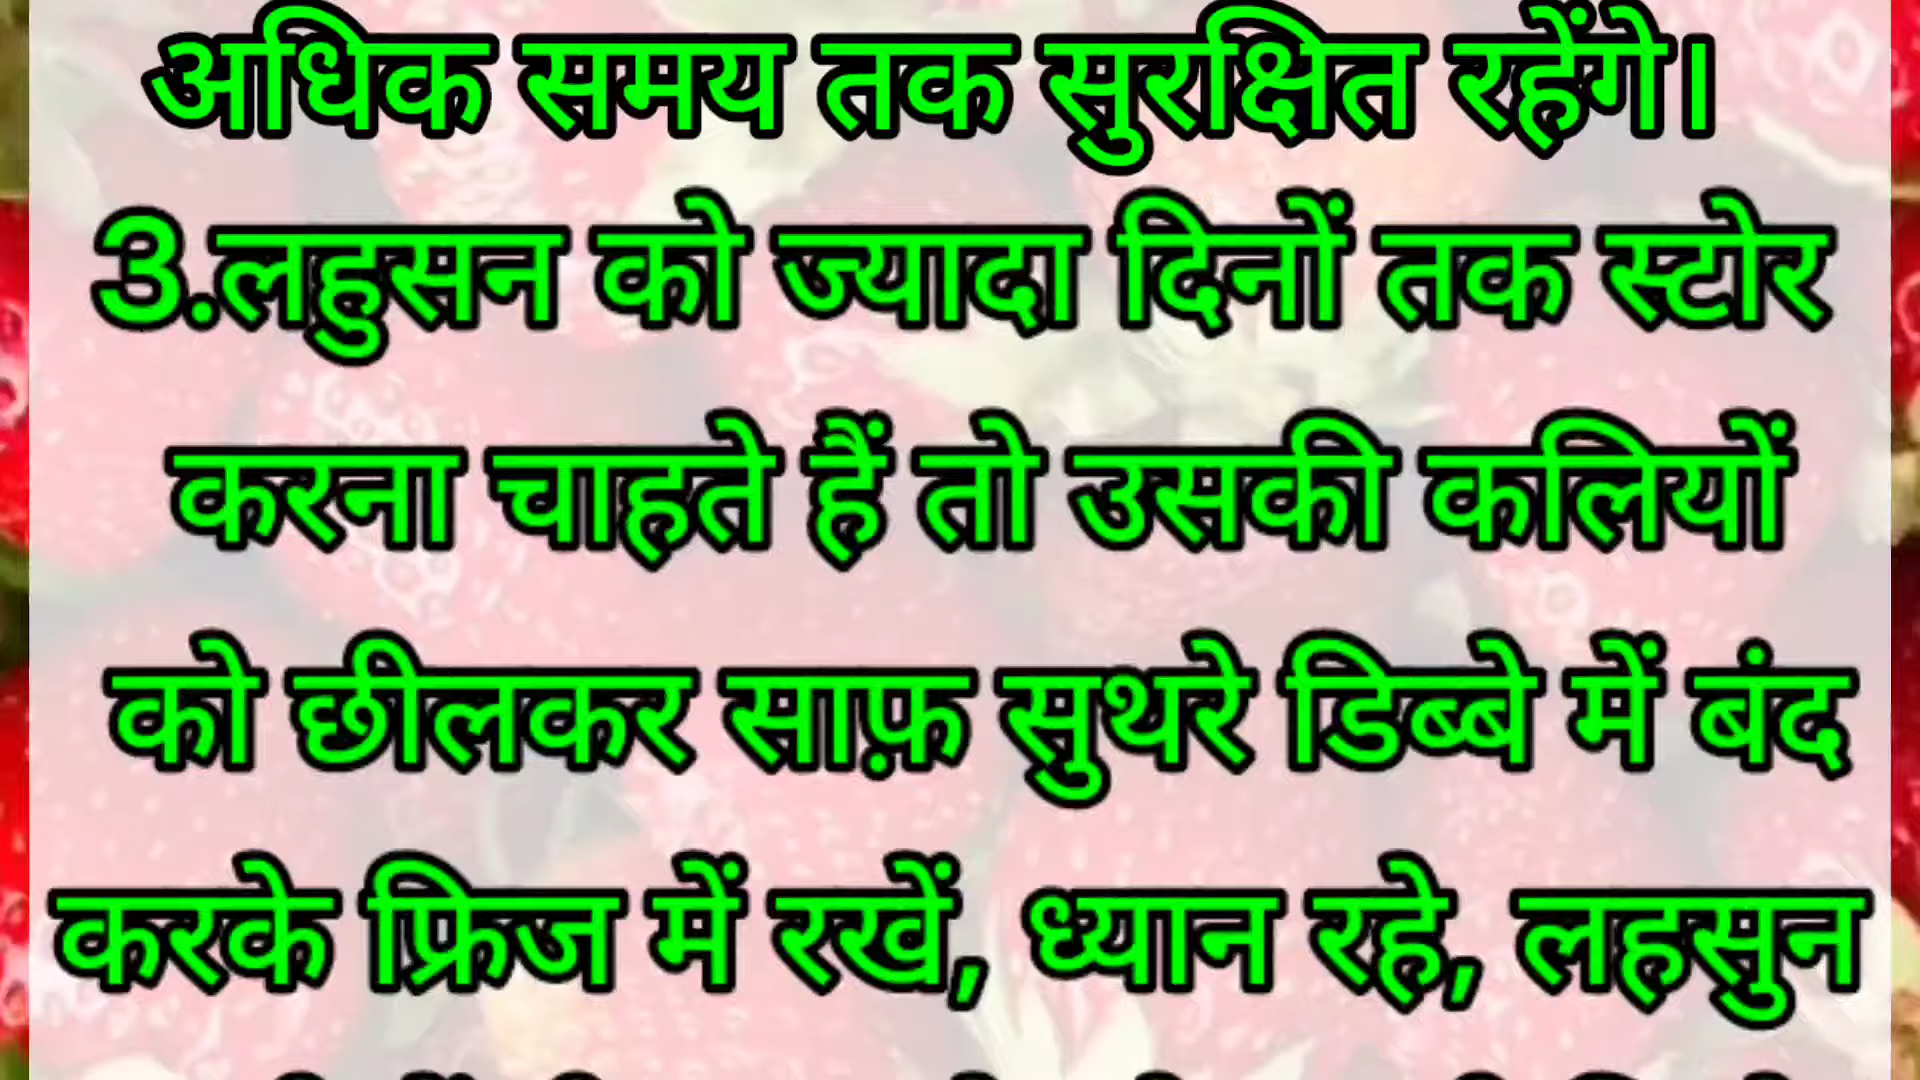 अधिक समय तक सुरक्षित रहेंगे।
3.लहुसन को ज्यादा दिनों तक स्टोर
करना चाहते हैं तो उसकी कलियों
को छीलकर साफ़ सुथरे डिब्बे में बंद
करके फ्रिज में रखें, ध्यान रहे, लहसुन